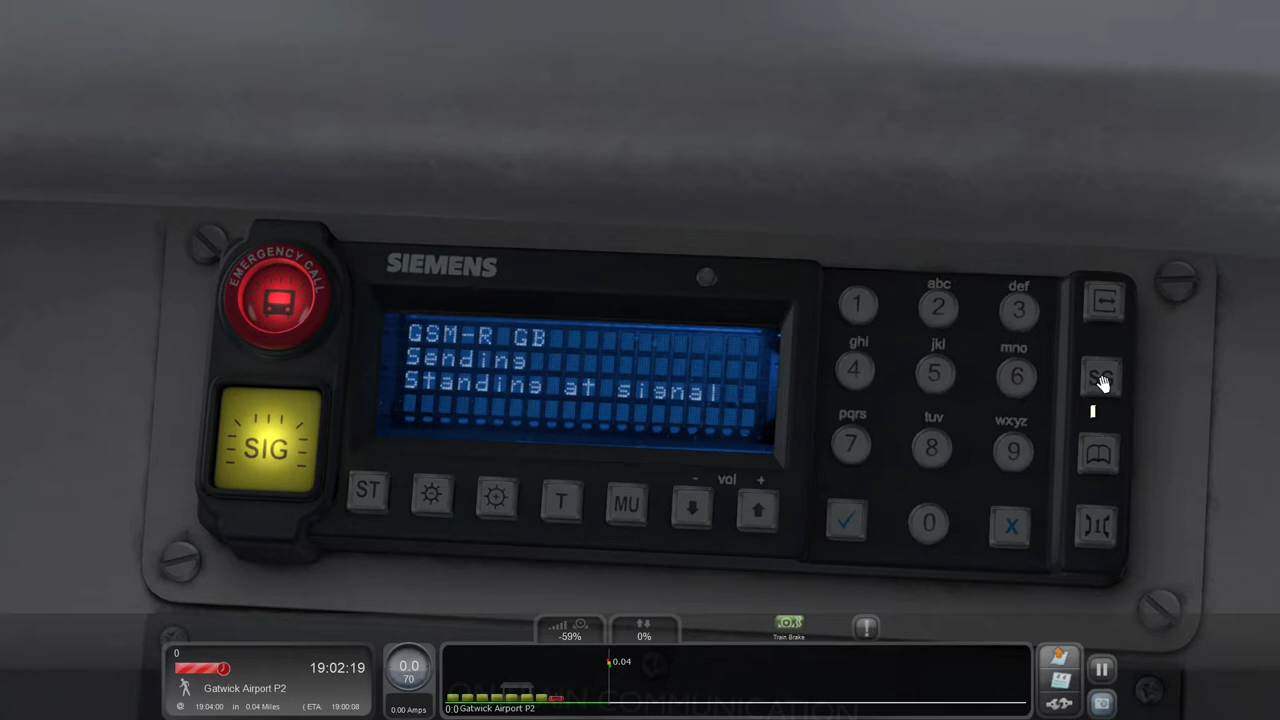 EMERGENCY CALL
SIEMENS
GSM-R GB
Sending
Standing at signal
SIG
ST
T
MU
- vol +
1
abc
2
def
3
ghi
4
jkl
5
mno
6
pqrs
7
tuv
8
wxyz
9
0
X
-59%
0%
Train Brake
0
19:02:19
Gatwick Airport P2
@ 19:04:00 in 0.04 Miles ( ETA: 19:00:08
0.0
70
0.00 Amps
0.04
0:0 Gatwick Airport P2
COMMUNICATION